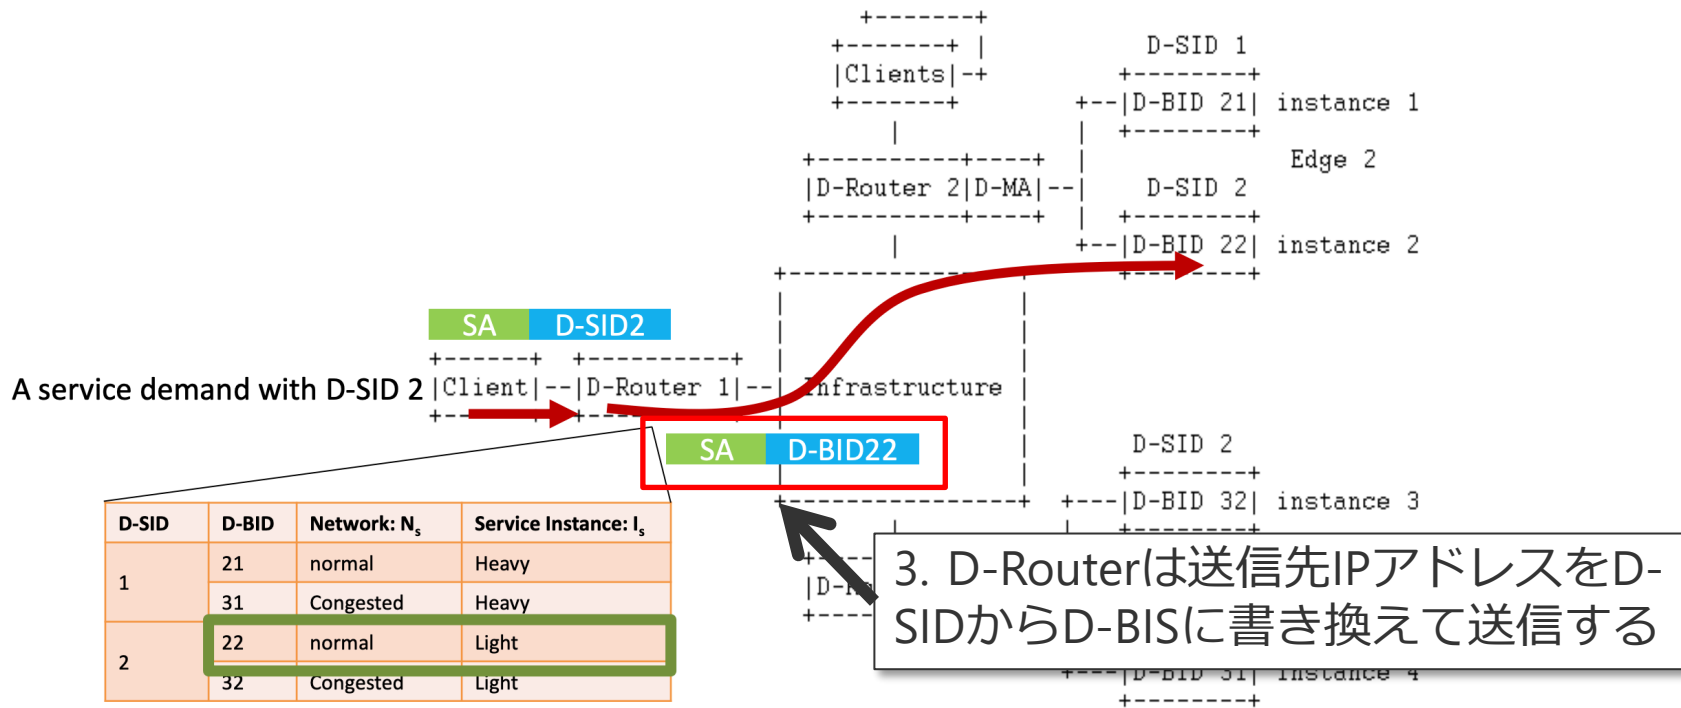 +-------+
+-------+ |
|Clients|-+
+-------+
|
+----------+----+
|D-Router 2|D-MA|--|
+----------+----+
|
D-SID 1
+--------+
+--|D-BID 21| instance 1
+--------+
Edge 2
D-SID 2
+--------+
+--|D-BID 22| instance 2
+--------+
SA D-SID2
+------+ +-----------+
A service demand with D-SID 2 |Client|--|D-Router 1|--| Infrastructure |
SA D-BID22
D-SID D-BID Network: Ns Service Instance: Is
1 21 normal Heavy
31 Congested Heavy
2 22 normal Light
32 Congested Light
D-SID 2
+--------+
+---|D-BID 32| instance 3
3. D-Routerは送信先IPアドレスをD-
SIDからD-BISに書き換えて送信する
+---|D-BID 31| instance 4
+--------+